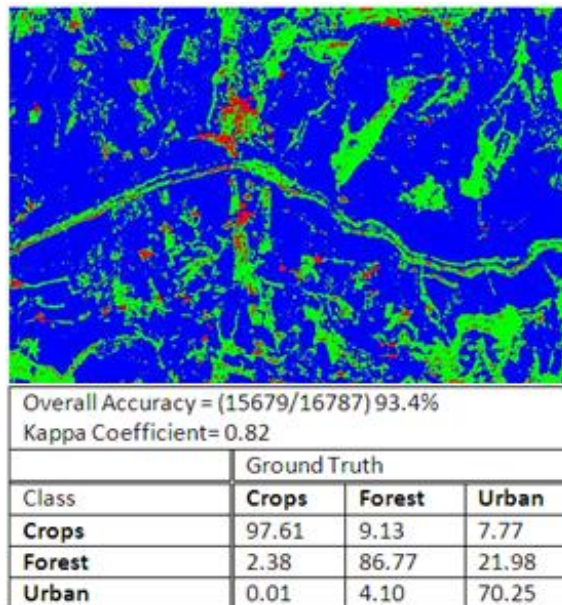 Overall Accuracy = (15679/16787) 93.4%
Kappa Coefficient= 0.82
Ground Truth
Class Crops Forest Urban
Crops 97.61 9.13 7.77
Forest 2.38 86.77 21.98
Urban 0.01 4.10 70.25